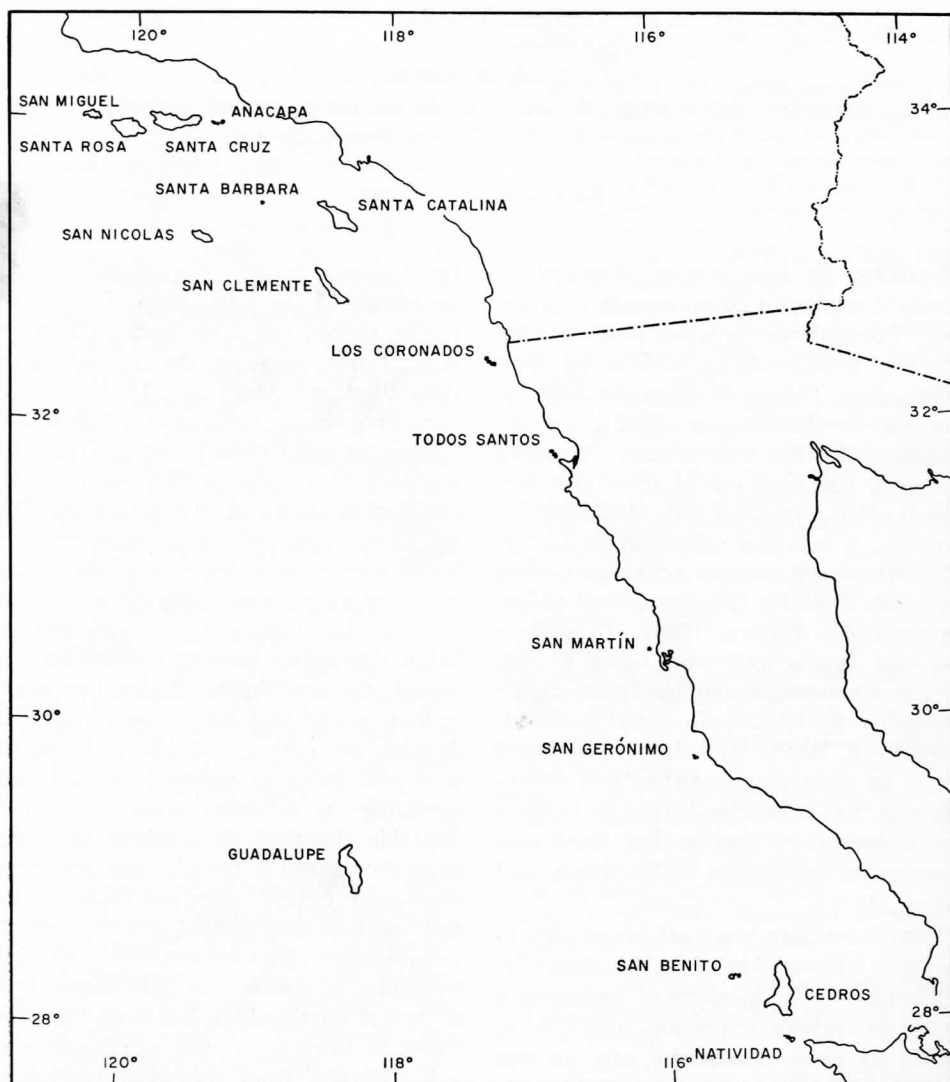 120°
118°
116°
114°
SAN MIGUEL
ANACAPA
34°
SANTA ROSA
SANTA CRUZ
SANTA BARBARA
SANTA CATALINA
SAN NICOLAS
SAN CLEMENTE
LOS CORONADOS
32°
32°
TODOS SANTOS
SAN MARTÍN
30°
30°
SAN GERÓNIMO
GUADALUPE
SAN BENITO
CEDROS
28°
28°
NATIVIDAD
120°
118°
116°
114°